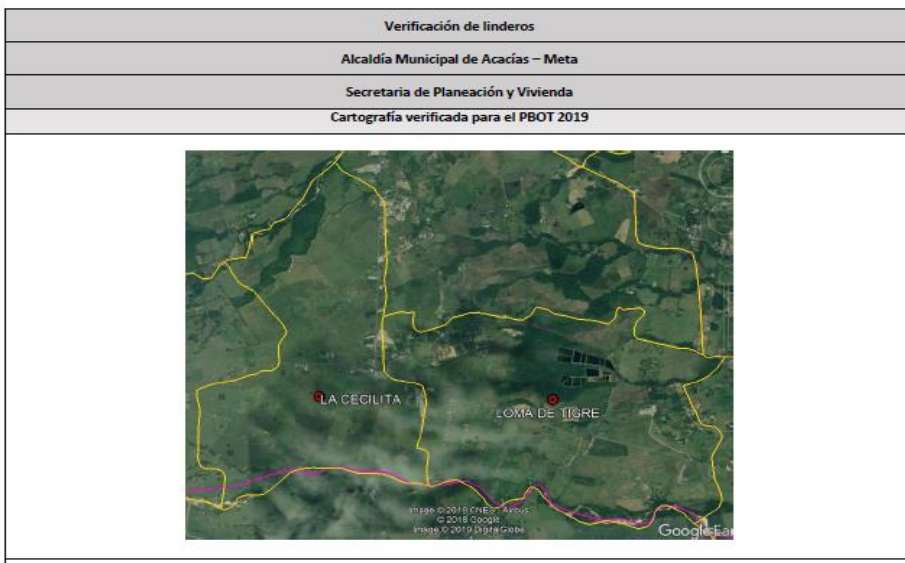 Verificación de linderos
Alcaldía Municipal de Acacías – Meta
Secretaria de Planeación y Vivienda
Cartografía verificada para el PBOT 2019
LA CECILITA
LOMA DE TIGRE
Image © 2019 CNES / Airbus
© 2018 Google
Image © 2019 DigitalGlobe
Google Ear